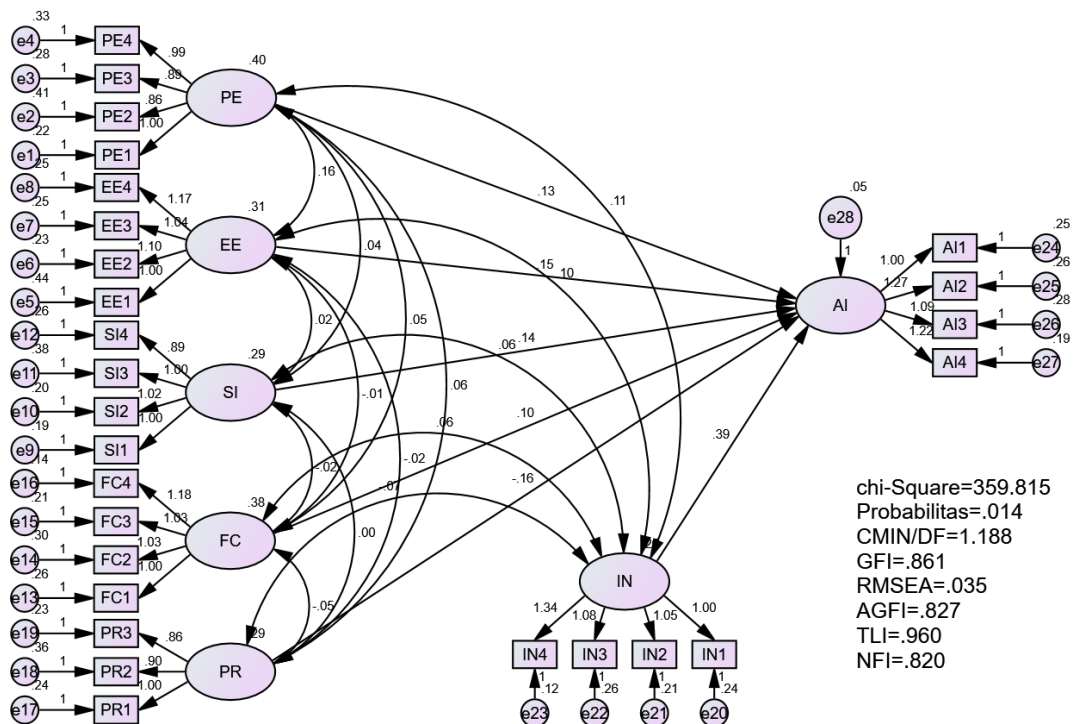 .33
e4 1 PE4
.28
e3 1 PE3
.41
e2 1 PE2
.22
e1 1 PE1
.99
.89
.86
1.00
.40
PE
.25
e8 1 EE4
.25
e7 1 EE3
.23
e6 1 EE2
.44
e5 1 EE1
1.17
1.04
1.10
1.00
.31
EE
.26
e12 1 SI4
.38
e11 1 SI3
.20
e10 1 SI2
.19
e9 1 SI1
.89
1.00
1.02
1.00
.29
SI
.14
e16 1 FC4
.21
e15 1 FC3
.30
e14 1 FC2
.26
e13 1 FC1
1.18
1.03
1.03
1.00
.38
FC
.23
e19 1 PR3
.36
e18 1 PR2
.24
e17 1 PR1
.86
.90
1.00
.29
PR
.16
.04
.02
.05
.06
-.01
-.02
-.02
.00
-.05
.11
.15
.06
.06
-.07
.13
.10
.14
.10
-.16
.39
.05
e28
1
AI
1.00
1.27
1.09
1.22
.25
AI1 1 e24
.26
AI2 1 e25
.28
AI3 1 e26
.19
AI4 1 e27
IN
1.34
1.08
1.05
1.00
IN4 IN3 IN2 IN1
1 1 1 1
.12 .26 .21 .24
e23 e22 e21 e20
chi-Square=359.815
Probabilitas=.014
CMIN/DF=1.188
GFI=.861
RMSEA=.035
AGFI=.827
TLI=.960
NFI=.820